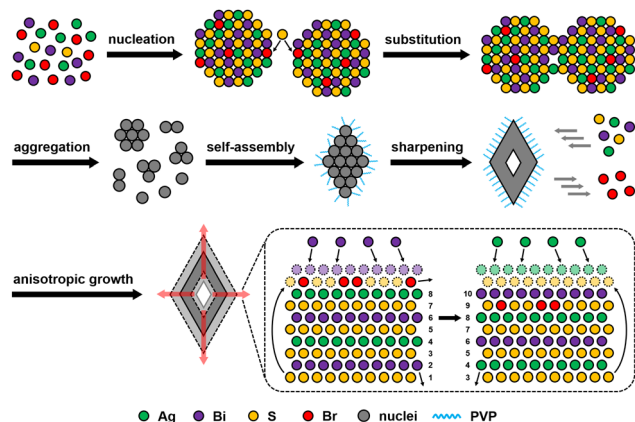 nucleation
substitution
aggregation
self-assembly
sharpening
anisotropic growth
8
7
6
5
4
3
2
1
10
9
8
7
6
5
4
3
Ag
Bi
S
Br
nuclei
PVP